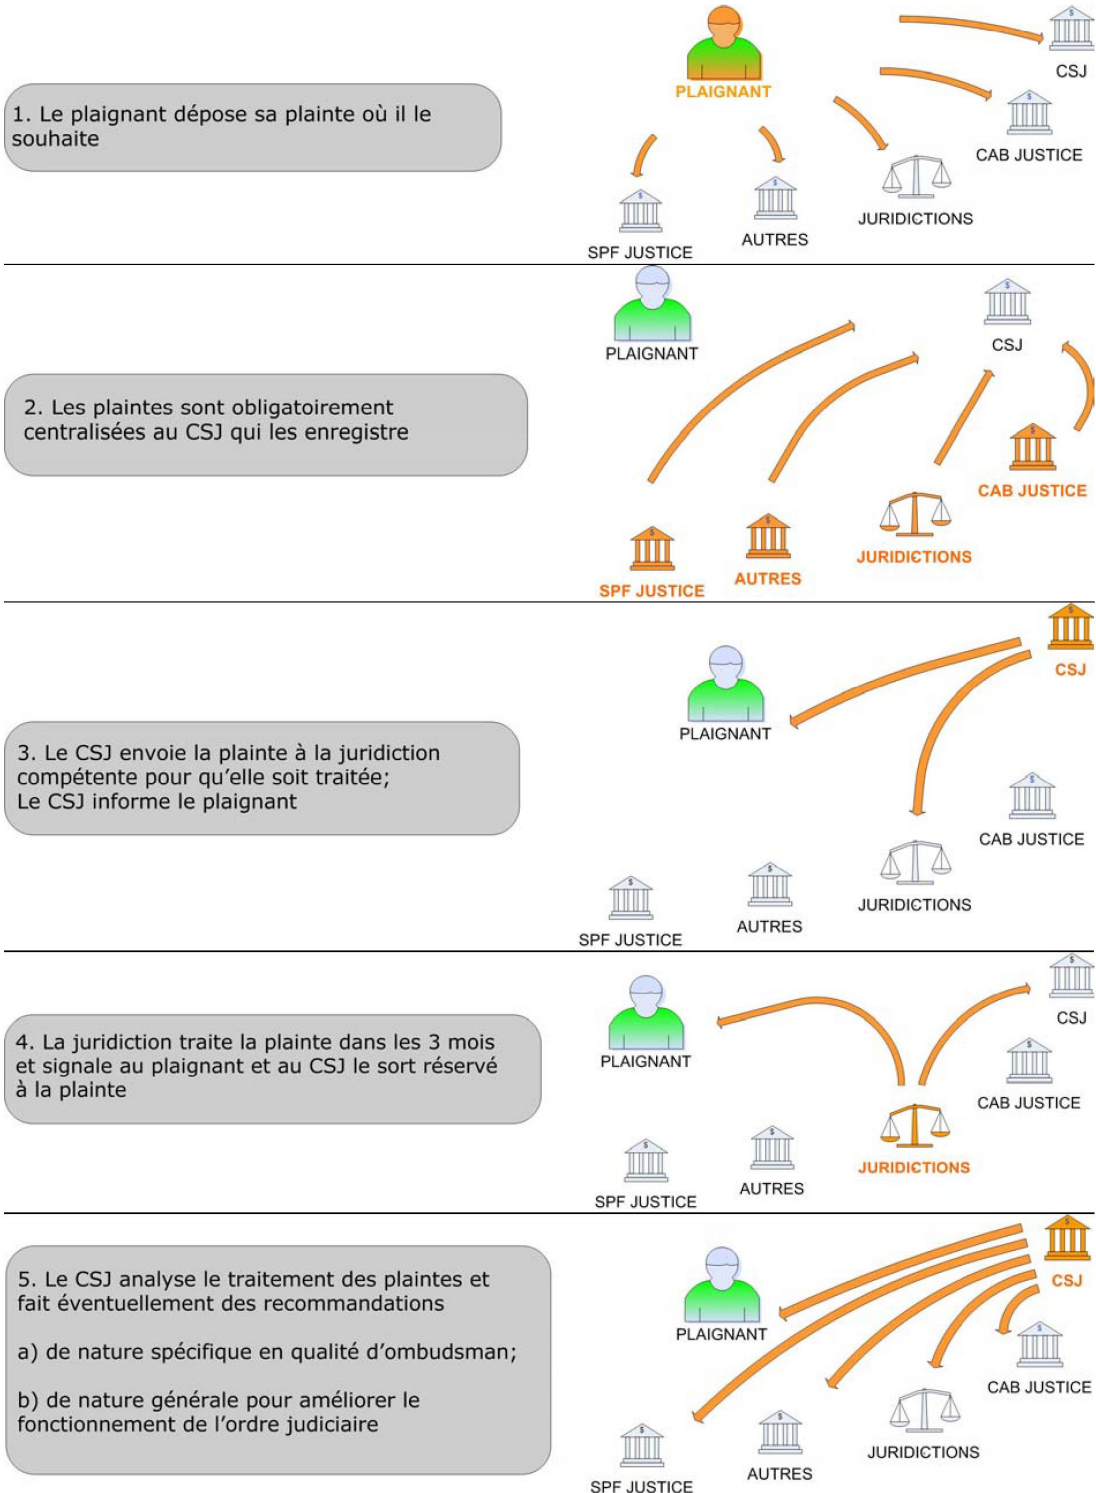 1. Le plaignant dépose sa plainte où il le
souhaite
PLAIGNANT
CSJ
CAB JUSTICE
JURIDICTIONS
AUTRES
SPF JUSTICE
2. Les plaintes sont obligatoirement
centralisées au CSJ qui les enregistre
PLAIGNANT
CSJ
CAB JUSTICE
JURIDICTIONS
AUTRES
SPF JUSTICE
3. Le CSJ envoie la plainte à la juridiction
compétente pour qu'elle soit traitée;
Le CSJ informe le plaignant
CSJ
PLAIGNANT
CAB JUSTICE
JURIDICTIONS
AUTRES
SPF JUSTICE
4. La juridiction traite la plainte dans les 3 mois
et signale au plaignant et au CSJ le sort réservé
à la plainte
CSJ
PLAIGNANT
CAB JUSTICE
JURIDICTIONS
AUTRES
SPF JUSTICE
5. Le CSJ analyse le traitement des plaintes et
fait éventuellement des recommandations
a) de nature spécifique en qualité d'ombudsman;
b) de nature générale pour améliorer le
fonctionnement de l'ordre judiciaire
CSJ
PLAIGNANT
CAB JUSTICE
JURIDICTIONS
AUTRES
SPF JUSTICE